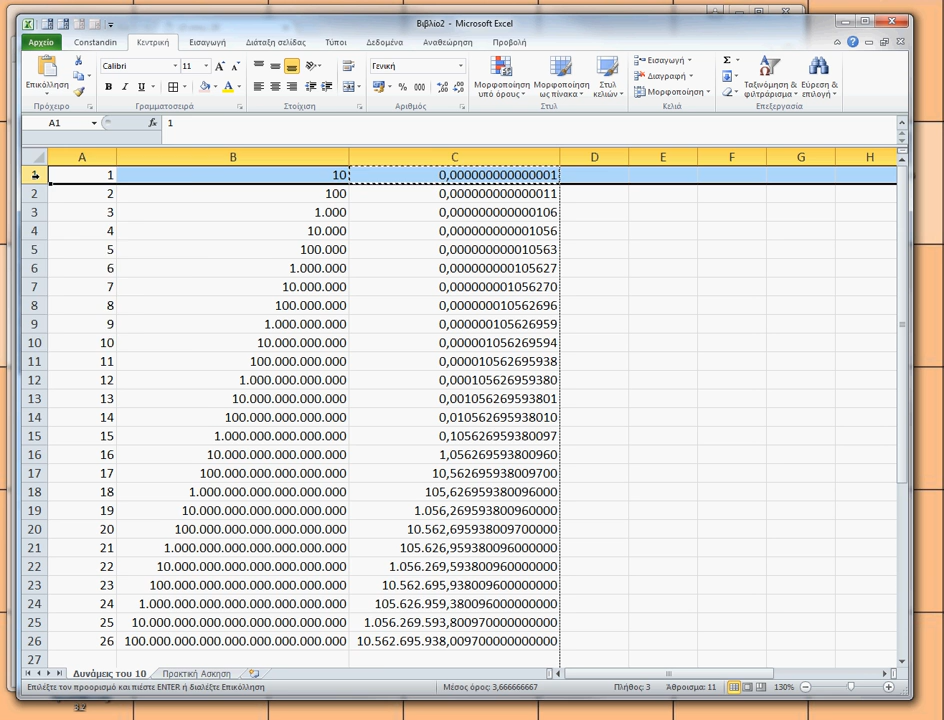 Βιβλίο2 - Microsoft Excel
Αρχείο Constandin Κεντρική Εισαγωγή Διάταξη σελίδας Τύποι Δεδομένα Αναθεώρηση Προβολή
Επικόλληση
Calibri 11
B I U
Γενική
% 000
Μορφοποίηση υπό όρους
Μορφοποίηση ως πίνακα
Στυλ κελιών
Εισαγωγή
Διαγραφή
Μορφοποίηση
Σ
Ταξινόμηση & φιλτράρισμα
Εύρεση & επιλογή
Πρόχειρο Γραμματοσειρά Στοίχιση Αριθμός Στυλ Κελιά Επεξεργασία
A1 fx 1
A B C D E F G H
1 1 10 0,000000000000001
2 2 100 0,000000000000011
3 3 1.000 0,000000000000106
4 4 10.000 0,000000000001056
5 5 100.000 0,000000000010563
6 6 1.000.000 0,000000000105627
7 7 10.000.000 0,000000001056270
8 8 100.000.000 0,000000010562696
9 9 1.000.000.000 0,000000105626959
10 10 10.000.000.000 0,000001056269594
11 11 100.000.000.000 0,000010562695938
12 12 1.000.000.000.000 0,000105626959380
13 13 10.000.000.000.000 0,001056269593801
14 14 100.000.000.000.000 0,010562695938010
15 15 1.000.000.000.000.000 0,105626959380097
16 16 10.000.000.000.000.000 1,056269593800960
17 17 100.000.000.000.000.000 10,562695938009700
18 18 1.000.000.000.000.000.000 105,626959380096000
19 19 10.000.000.000.000.000.000 1.056,269593800960000
20 20 100.000.000.000.000.000.000 10.562,695938009700000
21 21 1.000.000.000.000.000.000.000 105.626,959380096000000
22 22 10.000.000.000.000.000.000.000 1.056.269,593800960000000
23 23 100.000.000.000.000.000.000.000 10.562.695,938009600000000
24 24 1.000.000.000.000.000.000.000.000 105.626.959,380096000000000
25 25 10.000.000.000.000.000.000.000.000 1.056.269.593,800970000000000
26 26 100.000.000.000.000.000.000.000.000 10.562.695.938,009700000000000
27
Δυνάμεις του 10 Πρακτική Ασκηση
Επιλέξτε τον προορισμό και πιέστε ENTER ή διαλέξτε Επικόλληση Μέσος όρος: 3,666666667 Πλήθος: 3 Άθροισμα: 11 130%